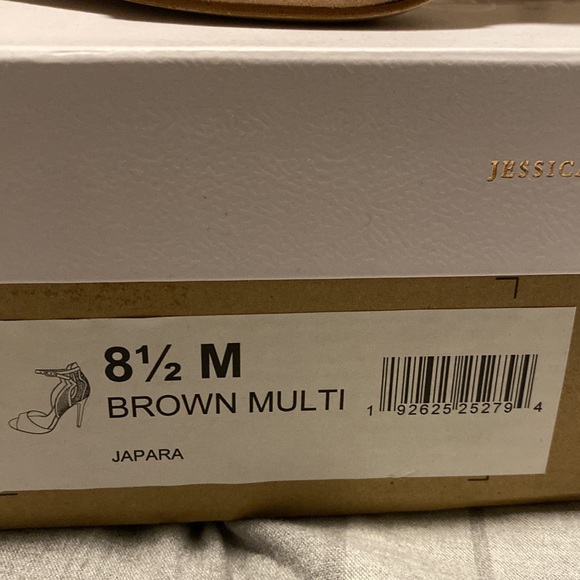 JESSICA
8½ M
BROWN MULTI
JAPARA
1 92625 25279 4